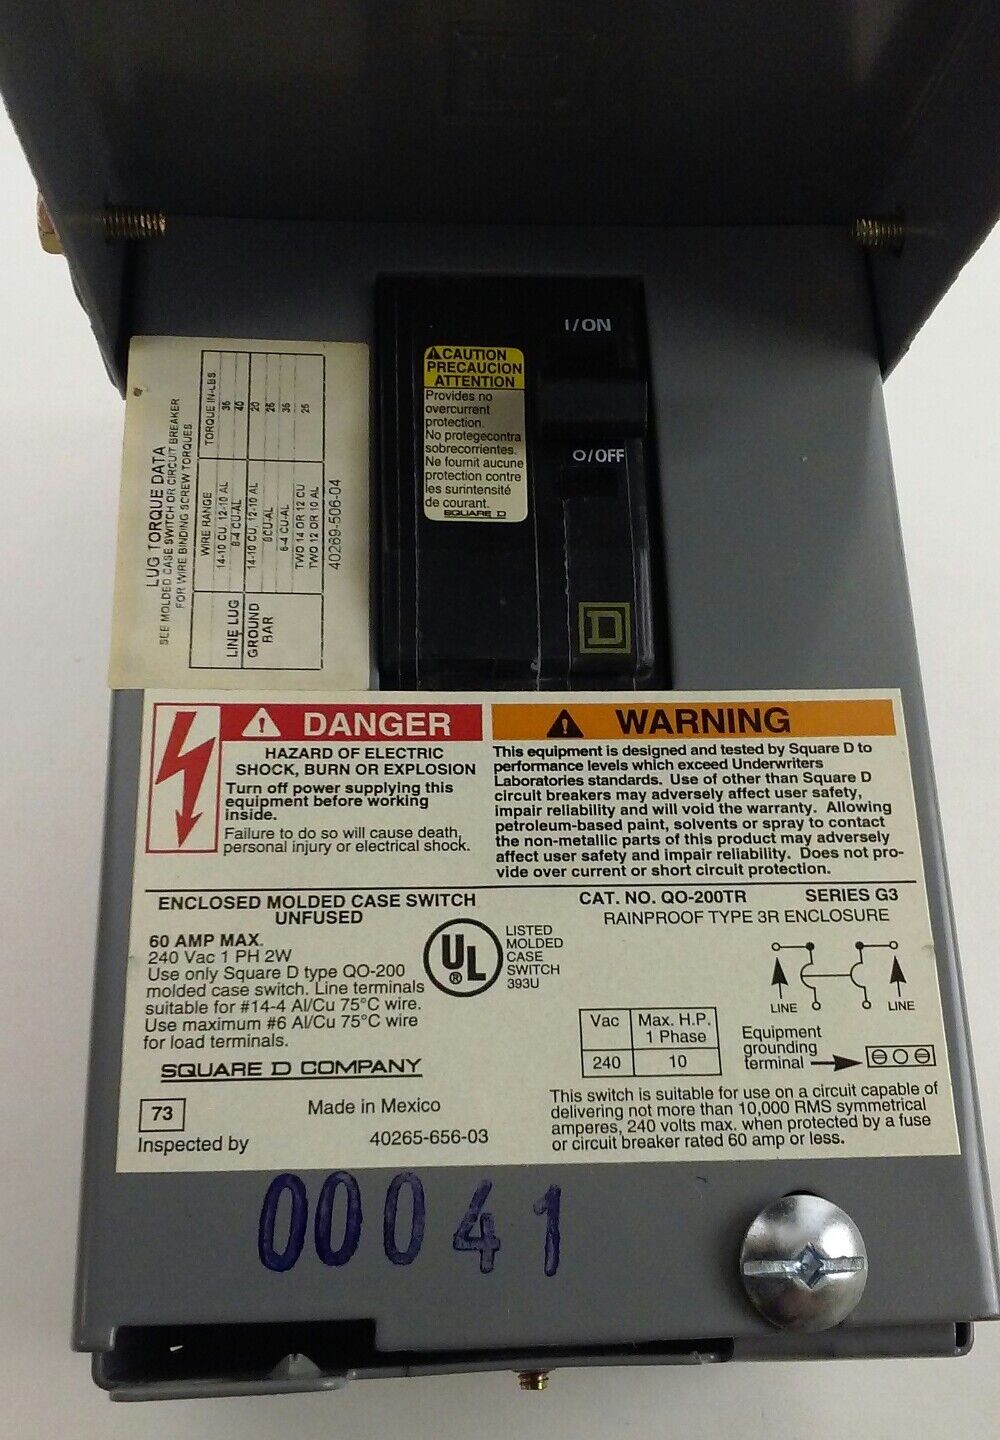 I/ON
O/OFF
CAUTION
PRECAUCION
ATTENTION
Provides no
overcurrent
protection.
No protegecontra
sobrecorrientes.
Ne fournit aucune
protection contre
les surintensité
de courant.
SQUARE D
D
LUG TORQUE DATA
SEE MOLDED CASE SWITCH OR CIRCUIT BREAKER
FOR WIRE BINDING SCREW TORQUES
WIRE RANGE TORQUE IN-LBS
LINE LUG 14-10 CU, 12-10 AL 35
8-4 CU-AL 40
GROUND BAR 14-10 CU, 12-10 AL 20
8CU-AL 25
6-4 CU-AL 35
TWO 14 OR 12 CU
TWO 12 OR 10 AL 25
40269-506-04
DANGER
HAZARD OF ELECTRIC
SHOCK, BURN OR EXPLOSION
Turn off power supplying this
equipment before working
inside.
Failure to do so will cause death,
personal injury or electrical shock.
WARNING
This equipment is designed and tested by Square D to
performance levels which exceed Underwriters
Laboratories standards. Use of other than Square D
circuit breakers may adversely affect user safety,
impair reliability and will void the warranty. Allowing
petroleum-based paint, solvents or spray to contact
the non-metallic parts of this product may adversely
affect user safety and impair reliability. Does not pro-
vide over current or short circuit protection.
ENCLOSED MOLDED CASE SWITCH
UNFUSED
60 AMP MAX.
240 Vac 1 PH 2W
Use only Square D type QO-200
molded case switch. Line terminals
suitable for #14-4 Al/Cu 75°C wire.
Use maximum #6 Al/Cu 75°C wire
for load terminals.
SQUARE D COMPANY
UL ®
LISTED
MOLDED
CASE
SWITCH
393U
CAT. NO. QO-200TR SERIES G3
RAINPROOF TYPE 3R ENCLOSURE
LINE LINE
Vac Max. H.P.
1 Phase
240 10
Equipment
grounding
terminal
This switch is suitable for use on a circuit capable of
delivering not more than 10,000 RMS symmetrical
amperes, 240 volts max. when protected by a fuse
or circuit breaker rated 60 amp or less.
73
Inspected by
Made in Mexico
40265-656-03
00041